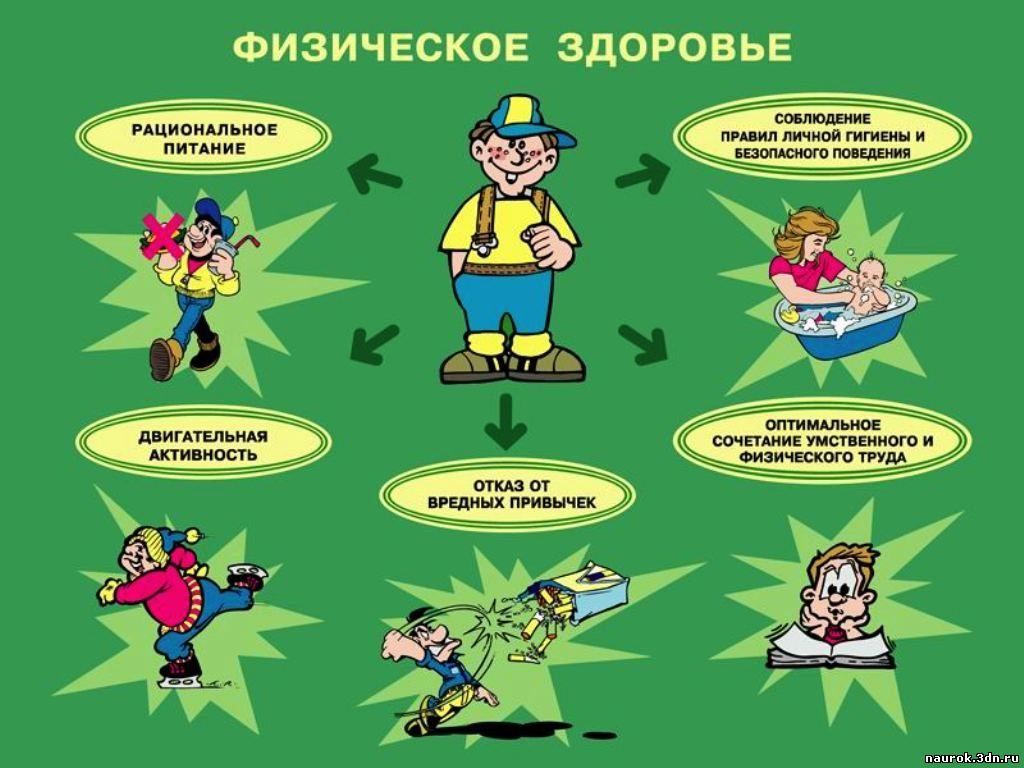 ФИЗИЧЕСКОЕ ЗДОРОВЬЕ
РАЦИОНАЛЬНОЕ
ПИТАНИЕ
СОБЛЮДЕНИЕ
ПРАВИЛ ЛИЧНОЙ ГИГИЕНЫ И
БЕЗОПАСНОГО ПОВЕДЕНИЯ
ДВИГАТЕЛЬНАЯ
АКТИВНОСТЬ
ОТКАЗ ОТ
ВРЕДНЫХ ПРИВЫЧЕК
ОПТИМАЛЬНОЕ
СОЧЕТАНИЕ УМСТВЕННОГО И
ФИЗИЧЕСКОГО ТРУДА
naurok.3dn.ru